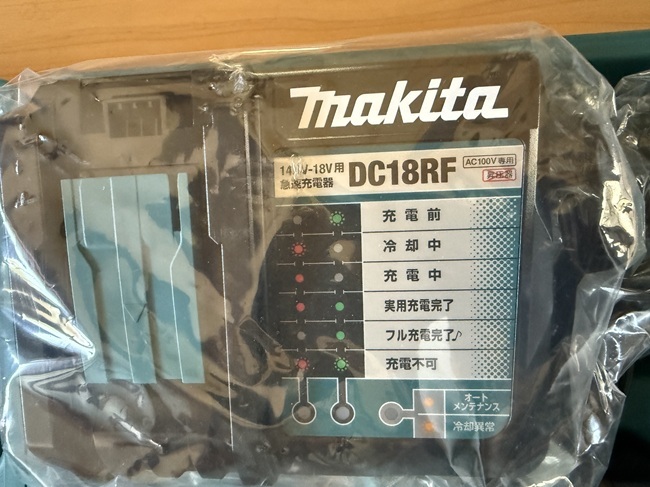 makita
14.4V-18V用
急速充電器
DC18RF
AC100V専用
昇圧器
充電前
冷却中
充電中
実用充電完了
フル充電完了♪
充電不可
オート
メンテナンス
冷却異常